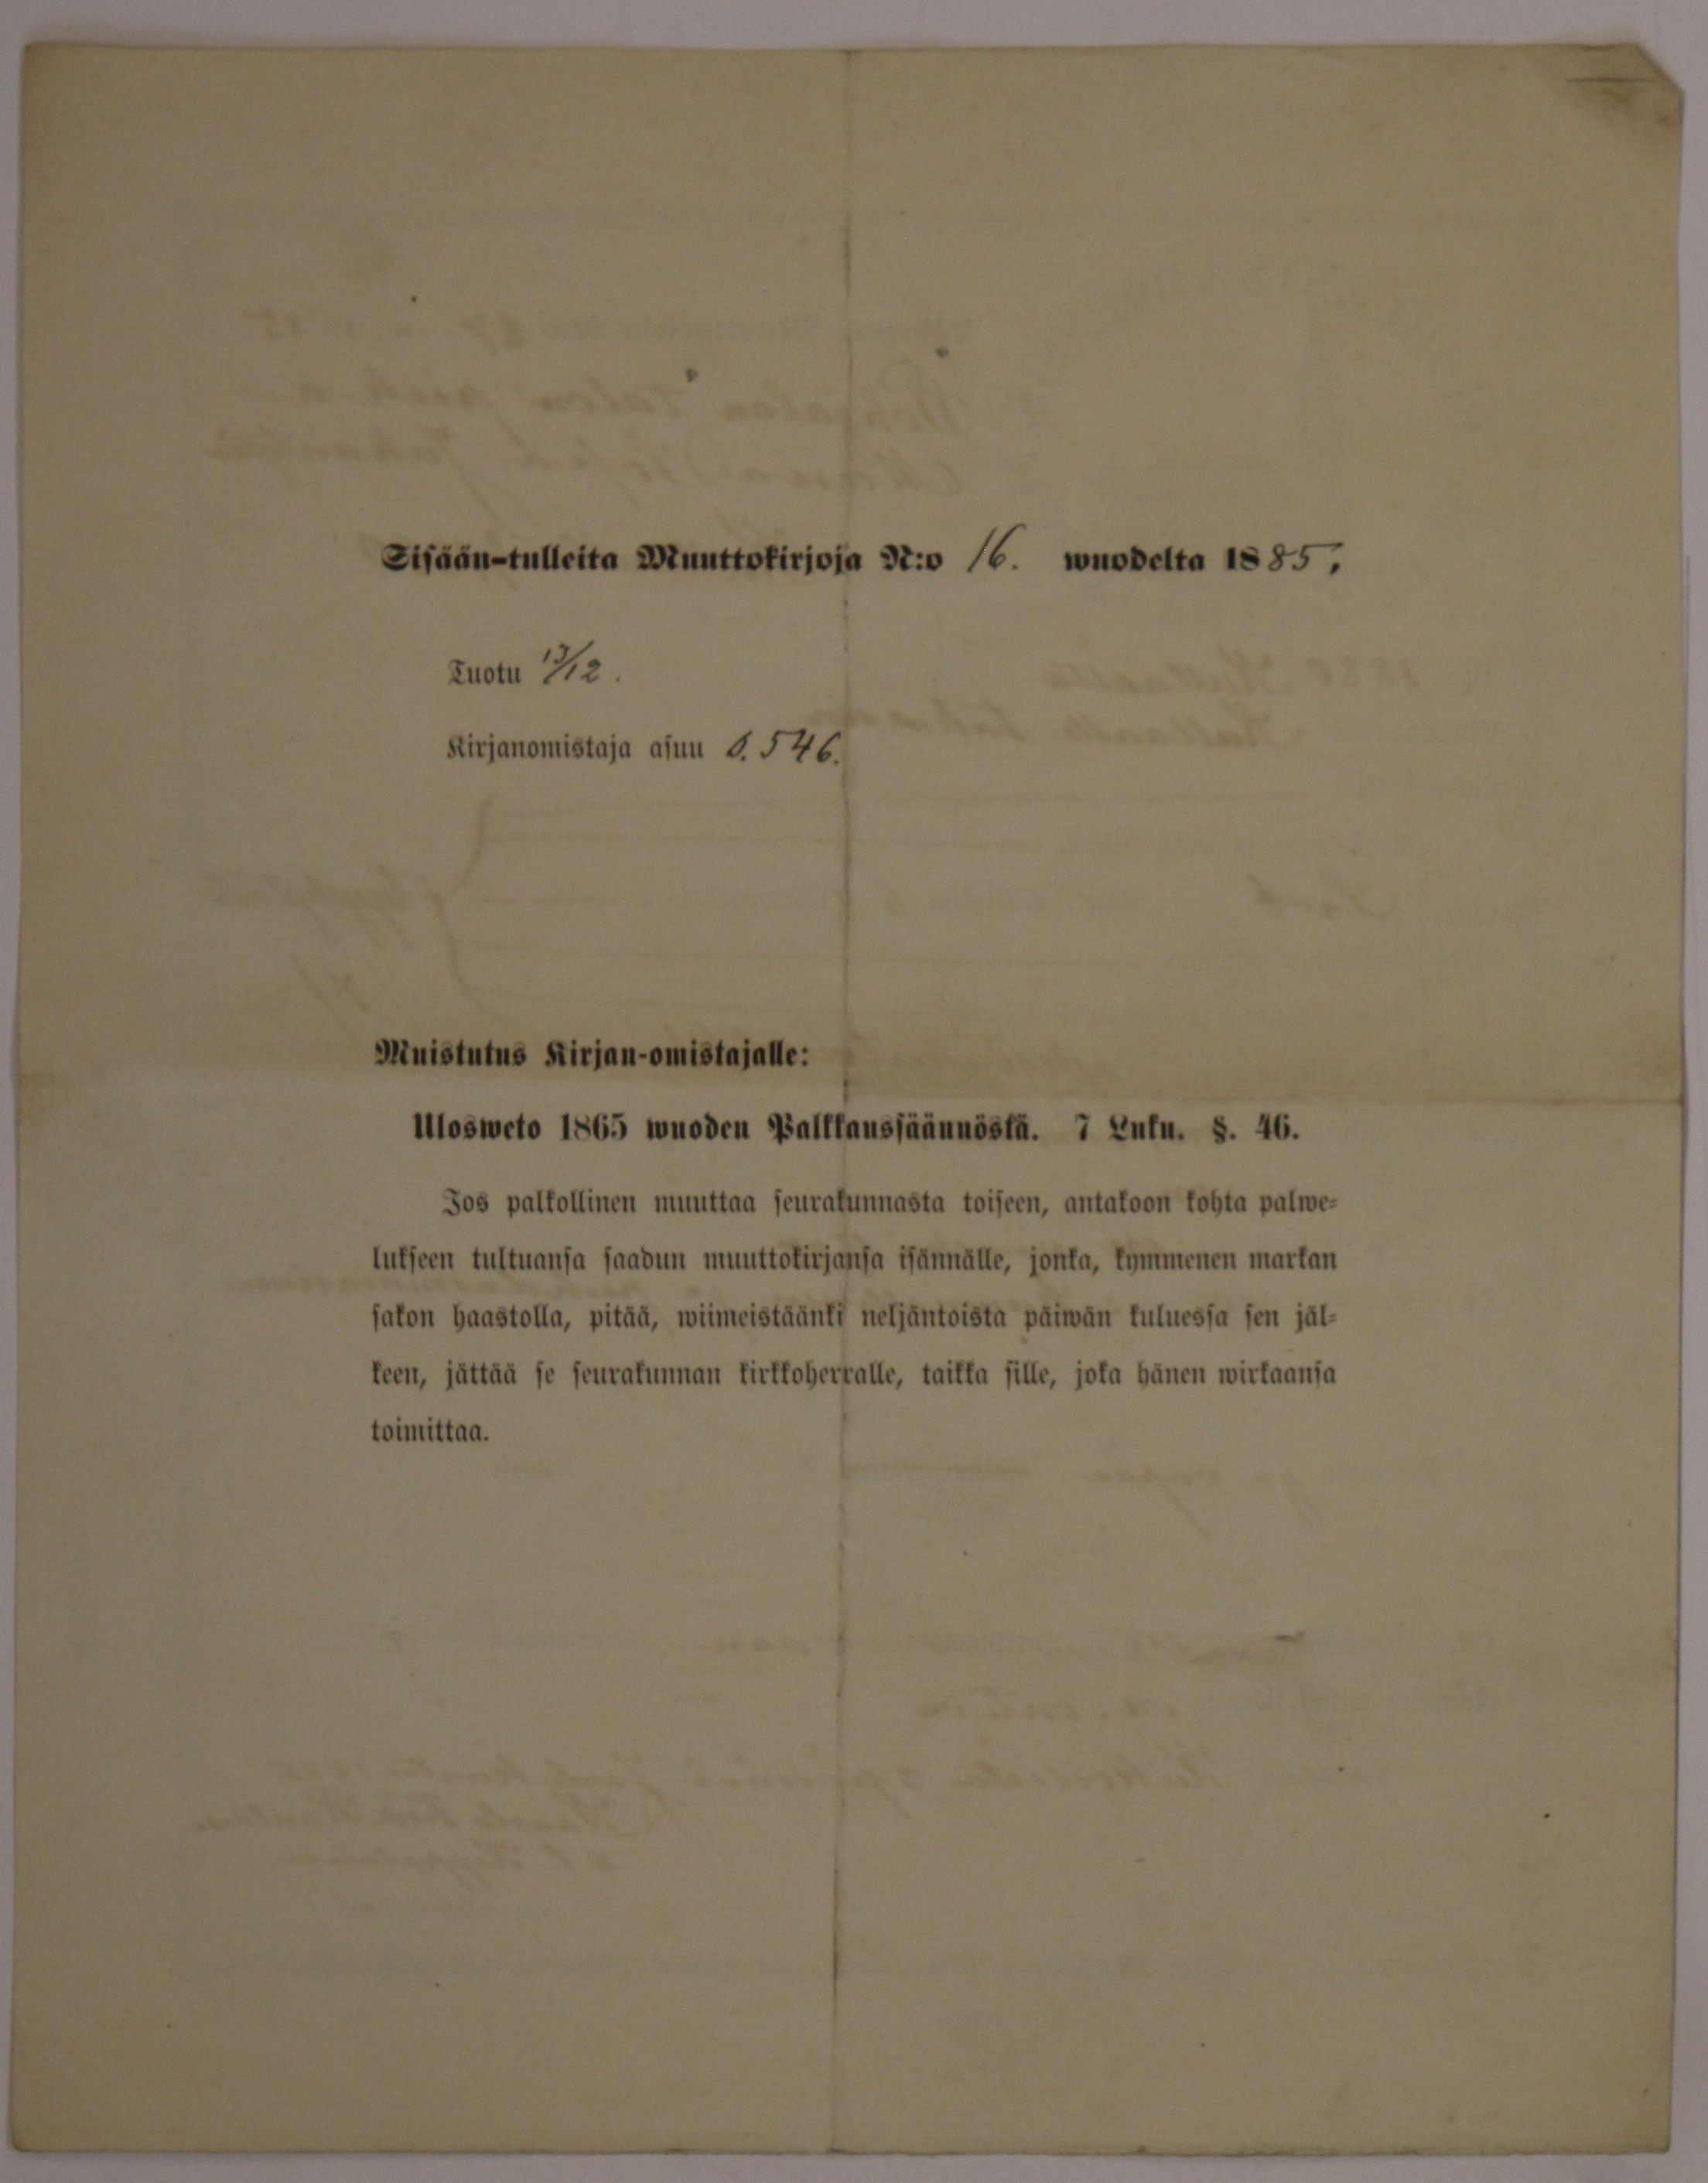 Sisään-tulleita Muuttokirjoja N:o 16. wuodelta 1885.
Tuotu 13/12.
Kirjanomistaja asuu S. 546.
Muistutus Kirjan-omistajalle:
Ulosweto 1865 wuoden Palkkaussäännöstä. 7 Luku. §. 46.
Jos palkollinen muuttaa seurakunnasta toiseen, antakoon kohta palwe-
lukseen tultuansa saadun muuttokirjansa isännälle, jonka, kymmenen markan
sakon haastolla, pitää, wiimeistäänki neljäntoista päiwän kuluessa sen jäl-
keen, jättää se seurakunnan kirkkoherralle, taikka sille, joka hänen wirkaansa
toimittaa.